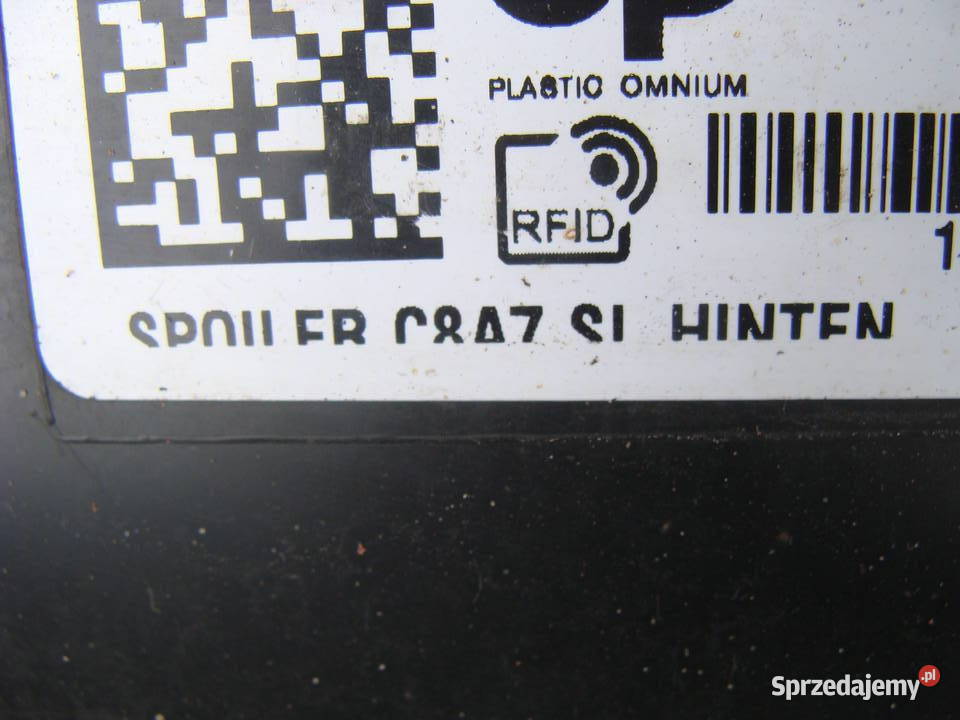 PLASTIC OMNIUM
RFID
SPOILER C8A7 SL HINTEN
Sprzedajemy.pl